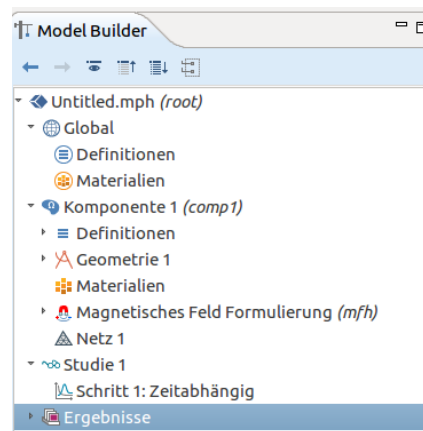 Model Builder
Untitled.mph (root)
Global
Definitionen
Materialien
Komponente 1 (comp1)
Definitionen
Geometrie 1
Materialien
Magnetisches Feld Formulierung (mfh)
Netz 1
Studie 1
Schritt 1: Zeitabhängig
Ergebnisse